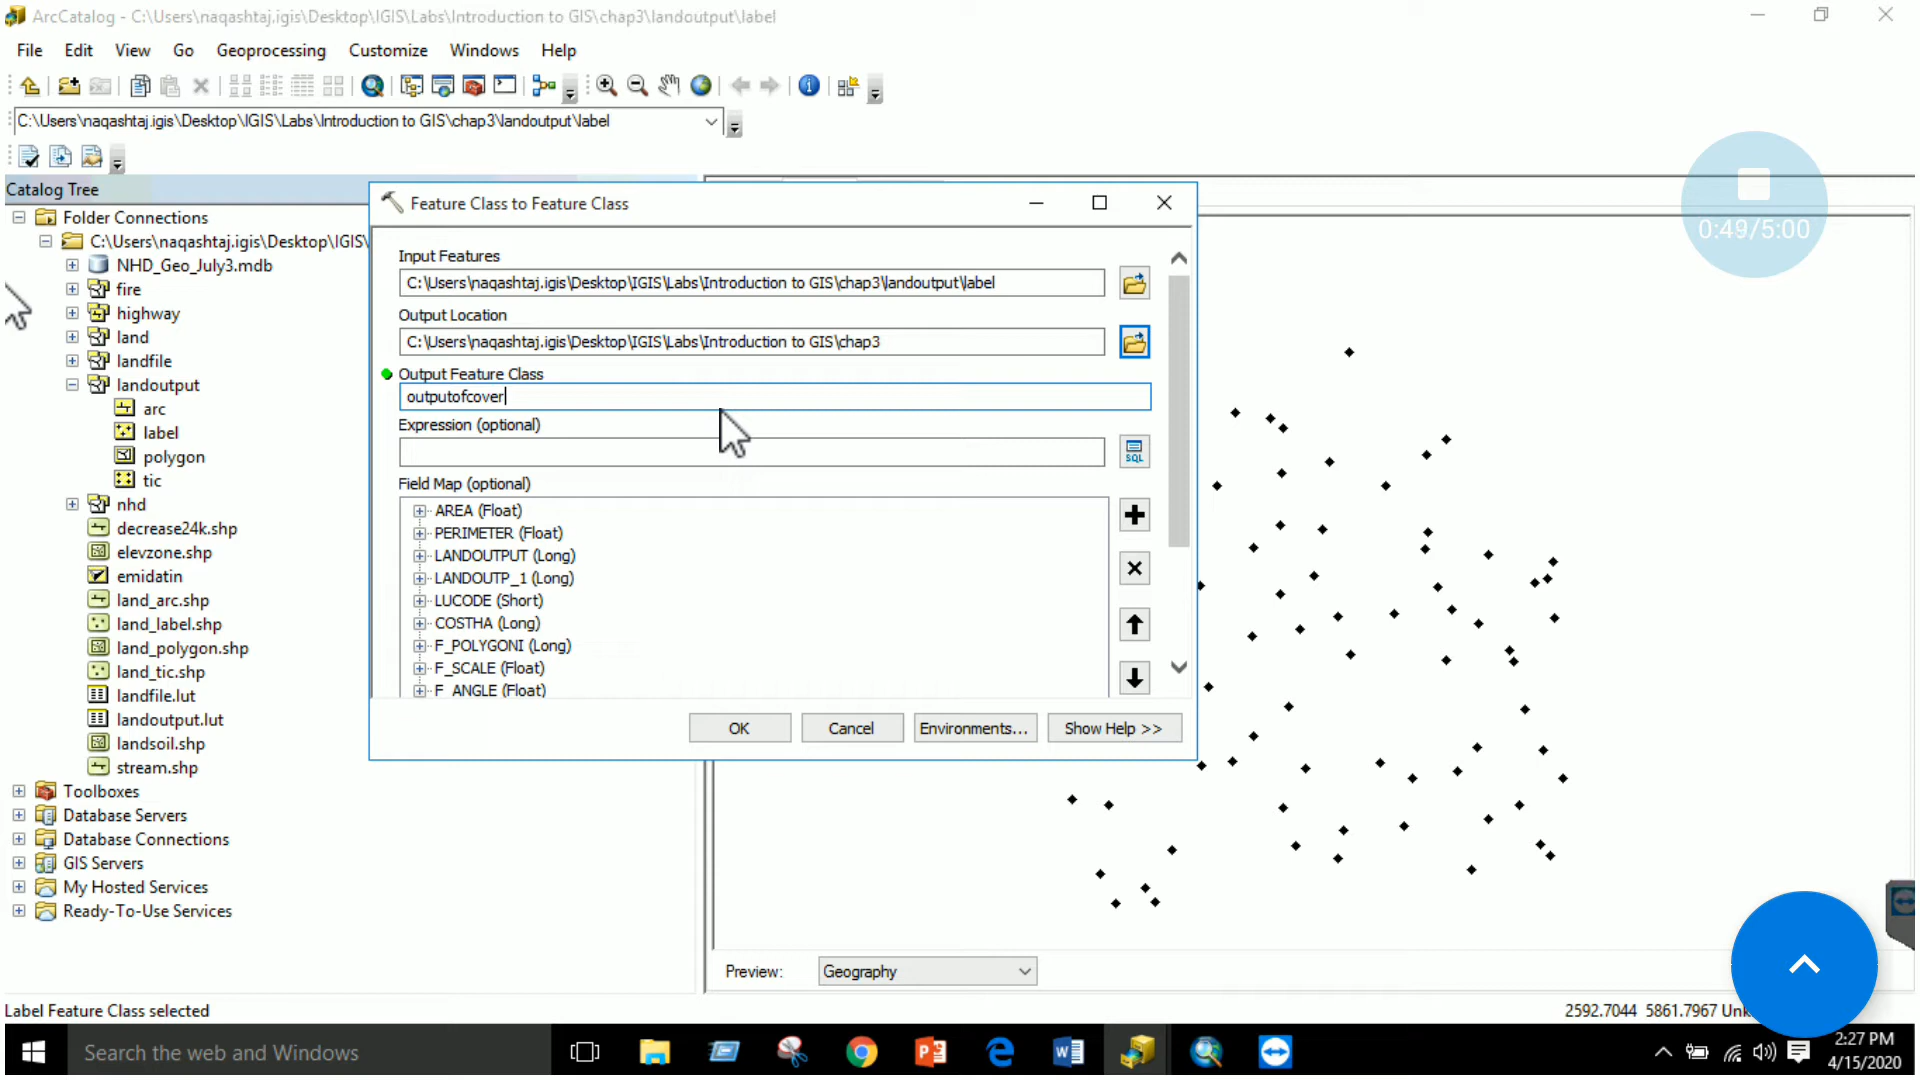 ArcCatalog - C:\Users\naqashtaj.igis\Desktop\IGIS\Labs\Introduction to GIS\chap3\landoutput\label
File Edit View Go Geoprocessing Customize Windows Help
C:\Users\naqashtaj.igis\Desktop\IGIS\Labs\Introduction to GIS\chap3\landoutput\label
Catalog Tree
Folder Connections
C:\Users\naqashtaj.igis\Desktop\IGIS\
NHD_Geo_July3.mdb
fire
highway
land
landfile
landoutput
arc
label
polygon
tic
nhd
decrease24k.shp
elevzone.shp
emidatin
land_arc.shp
land_label.shp
land_polygon.shp
land_tic.shp
landfile.lut
landoutput.lut
landsoil.shp
stream.shp
Toolboxes
Database Servers
Database Connections
GIS Servers
My Hosted Services
Ready-To-Use Services
Feature Class to Feature Class
Input Features
C:\Users\naqashtaj.igis\Desktop\IGIS\Labs\Introduction to GIS\chap3\landoutput\label
Output Location
C:\Users\naqashtaj.igis\Desktop\IGIS\Labs\Introduction to GIS\chap3
Output Feature Class
outputofcover
Expression (optional)
SQL
Field Map (optional)
AREA (Float)
PERIMETER (Float)
LANDOUTPUT (Long)
LANDOUTP_1 (Long)
LUCODE (Short)
COSTHA (Long)
F_POLYGONI (Long)
F_SCALE (Float)
F_ANGLE (Float)
OK Cancel Environments... Show Help >>
0:49/5:00
Preview: Geography
Label Feature Class selected
2592.7044 5861.7967
Search the web and Windows
2:27 PM
4/15/2020